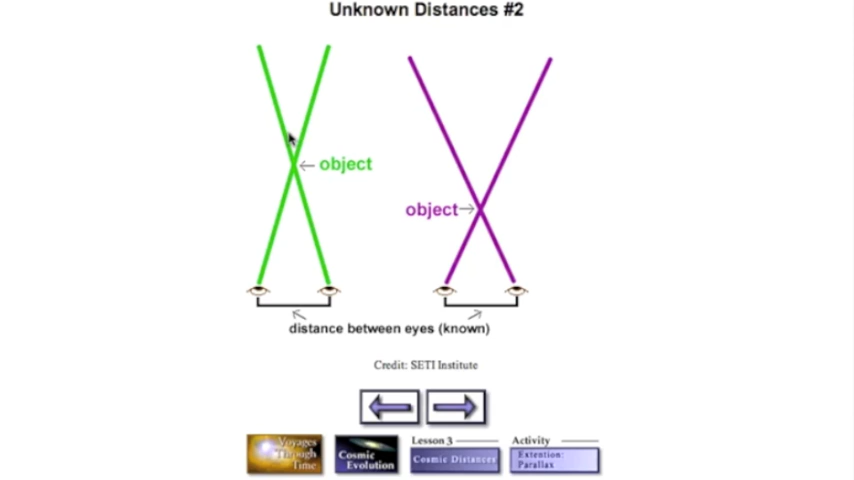 Unknown Distances #2
object
object
distance between eyes (known)
Credit: SETI Institute
Voyages
Through
Time
Cosmic
Evolution
Lesson 3
Cosmic Distances
Activity
Extention:
Parallax